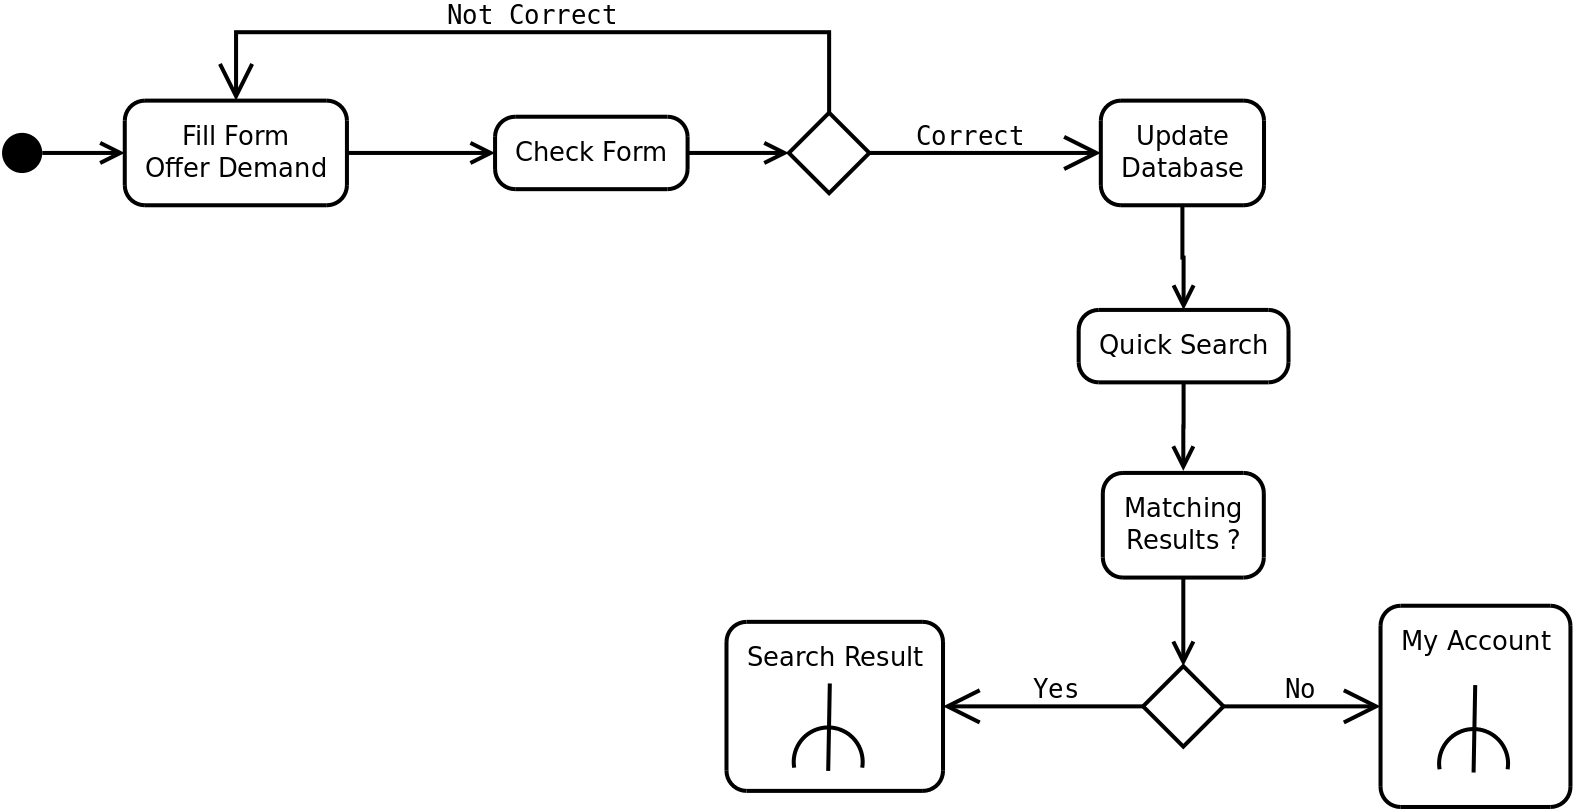 Not Correct
Fill Form
Offer Demand
Check Form
Correct
Update
Database
Quick Search
Matching
Results ?
Search Result
Yes
No
My Account